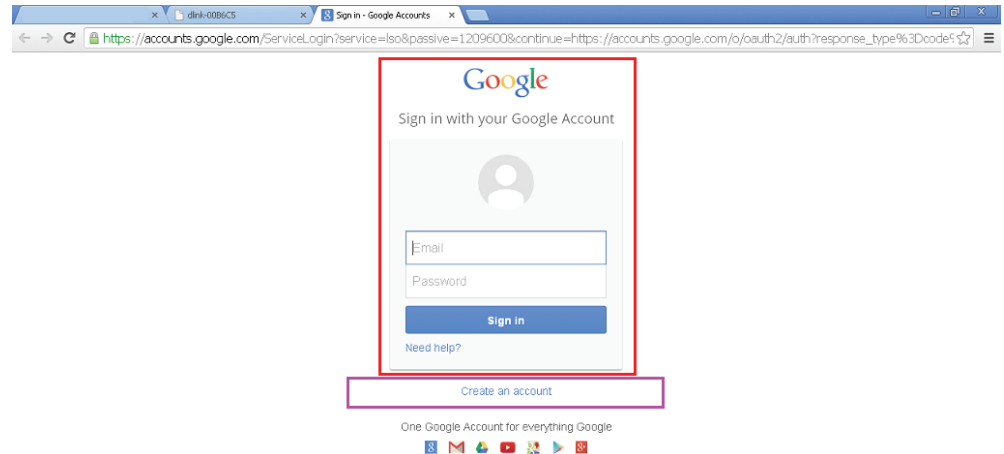 dlink-00B6C5
Sign in - Google Accounts
https://accounts.google.com/ServiceLogin?service=lso&passive=1209600&continue=https://accounts.google.com/o/oauth2/auth?response_type%3Dcode%
Google
Sign in with your Google Account
Email
Password
Sign in
Need help?
Create an account
One Google Account for everything Google